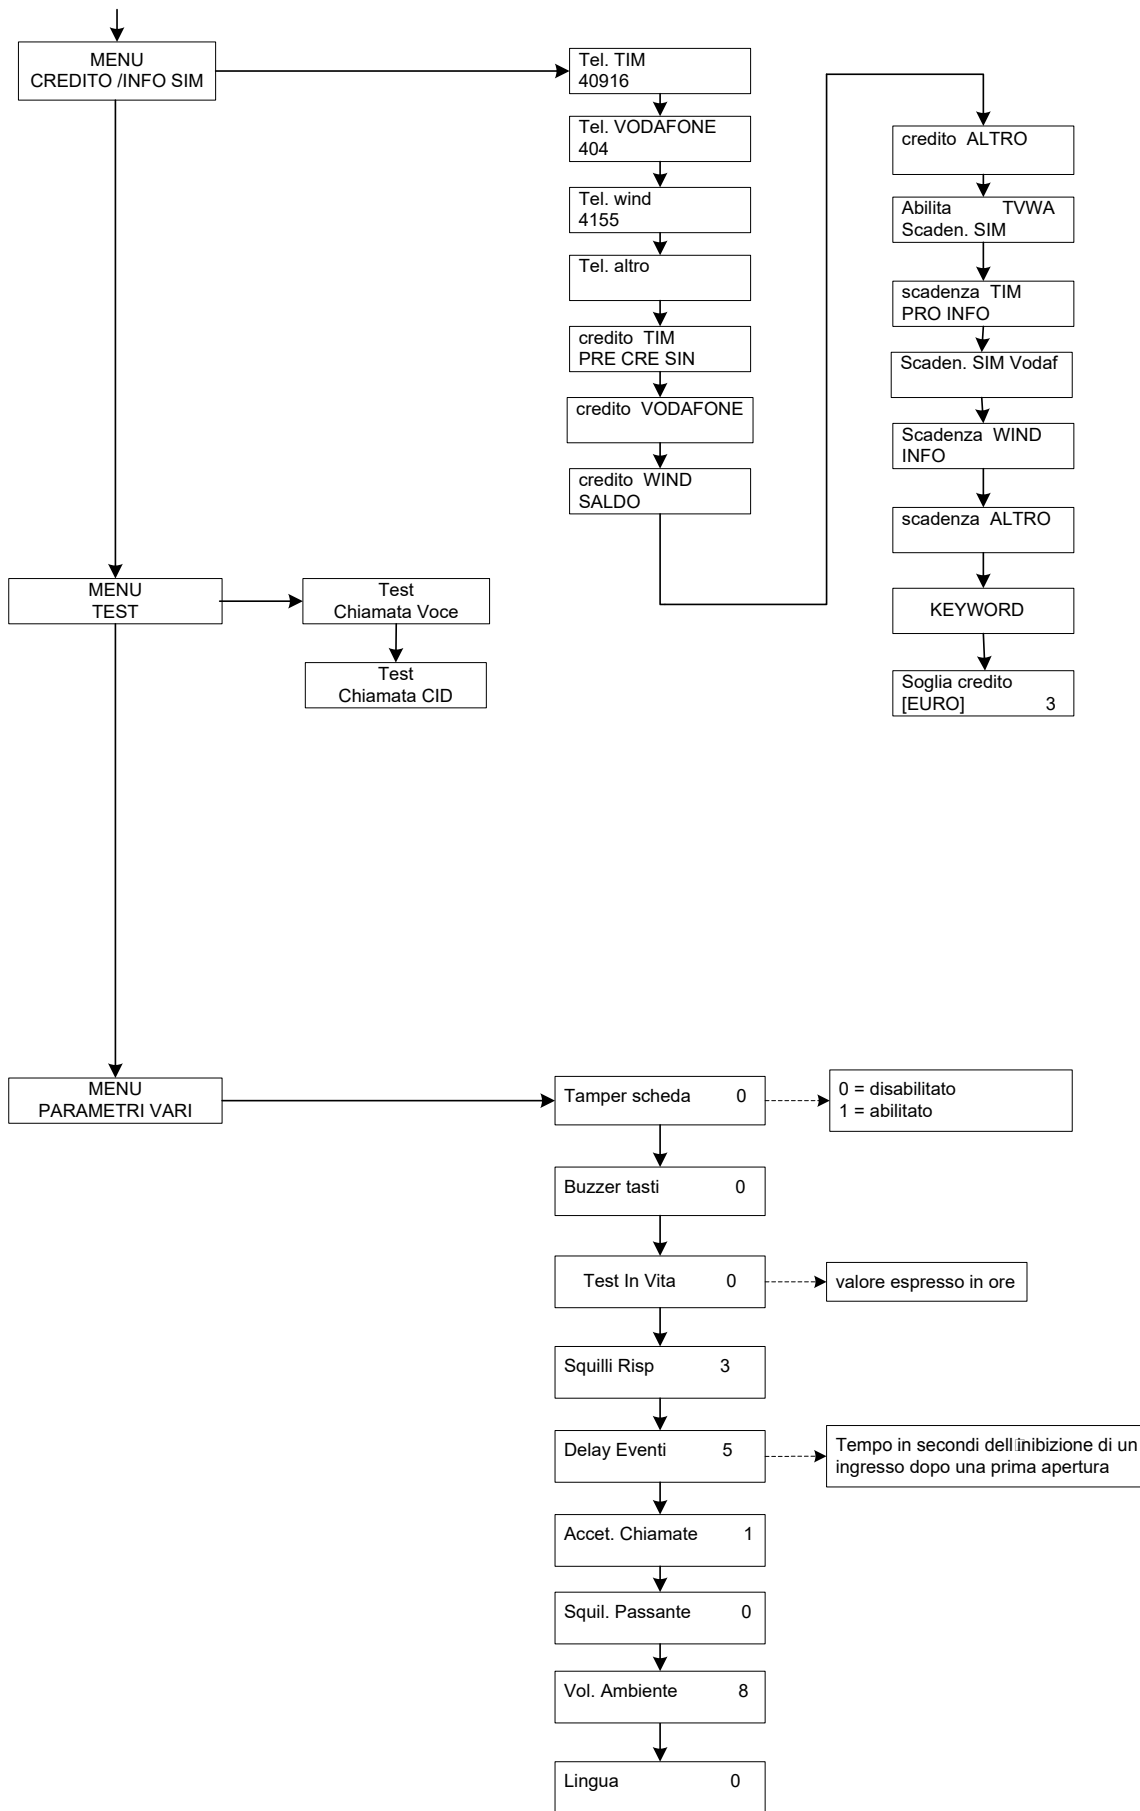 MENU
CREDITO /INFO SIM
Tel. TIM
40916
Tel. VODAFONE
404
Tel. wind
4155
Tel. altro
credito TIM
PRE CRE SIN
credito VODAFONE
credito WIND
SALDO
credito ALTRO
Abilita TVWA
Scaden. SIM
scadenza TIM
PRO INFO
Scaden. SIM Vodaf
Scadenza WIND
INFO
scadenza ALTRO
KEYWORD
Soglia credito
[EURO] 3
MENU
TEST
Test
Chiamata Voce
Test
Chiamata CID
MENU
PARAMETRI VARI
Tamper scheda 0
0 = disabilitato
1 = abilitato
Buzzer tasti 0
Test In Vita 0
valore espresso in ore
Squilli Risp 3
Delay Eventi 5
Tempo in secondi dell inibizione di un
ingresso dopo una prima apertura
Accet. Chiamate 1
Squil. Passante 0
Vol. Ambiente 8
Lingua 0